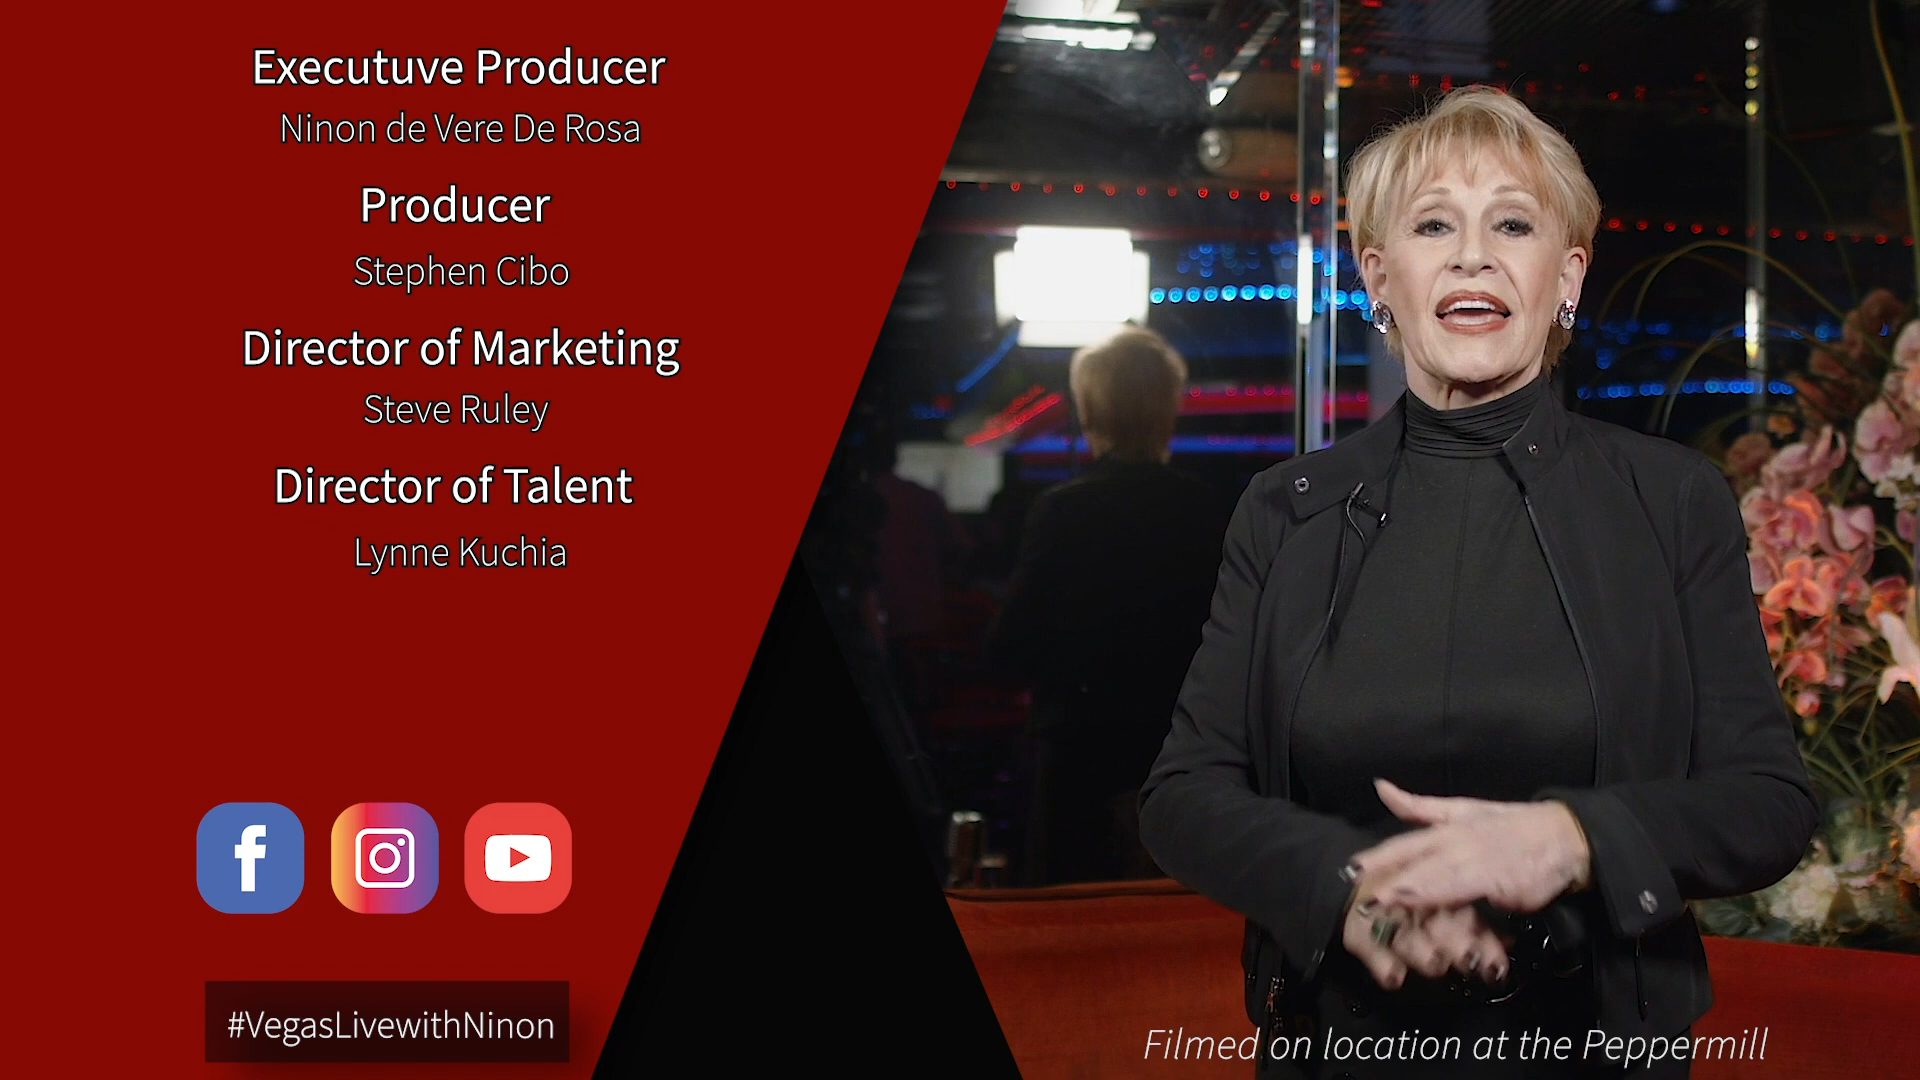 Executuve Producer
Ninon de Vere De Rosa
Producer
Stephen Cibo
Director of Marketing
Steve Ruley
Director of Talent
Lynne Kuchia
#VegasLivewithNinon
Filmed on location at the Peppermill